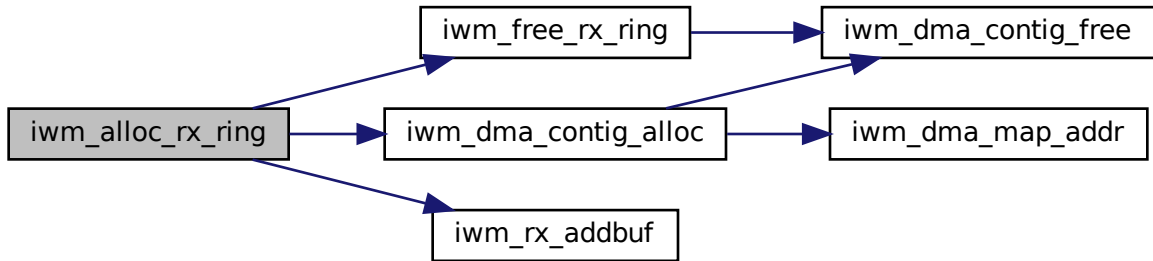 iwm_free_rx_ring
iwm_dma_contig_free
iwm_alloc_rx_ring
iwm_dma_contig_alloc
iwm_dma_map_addr
iwm_rx_addbuf